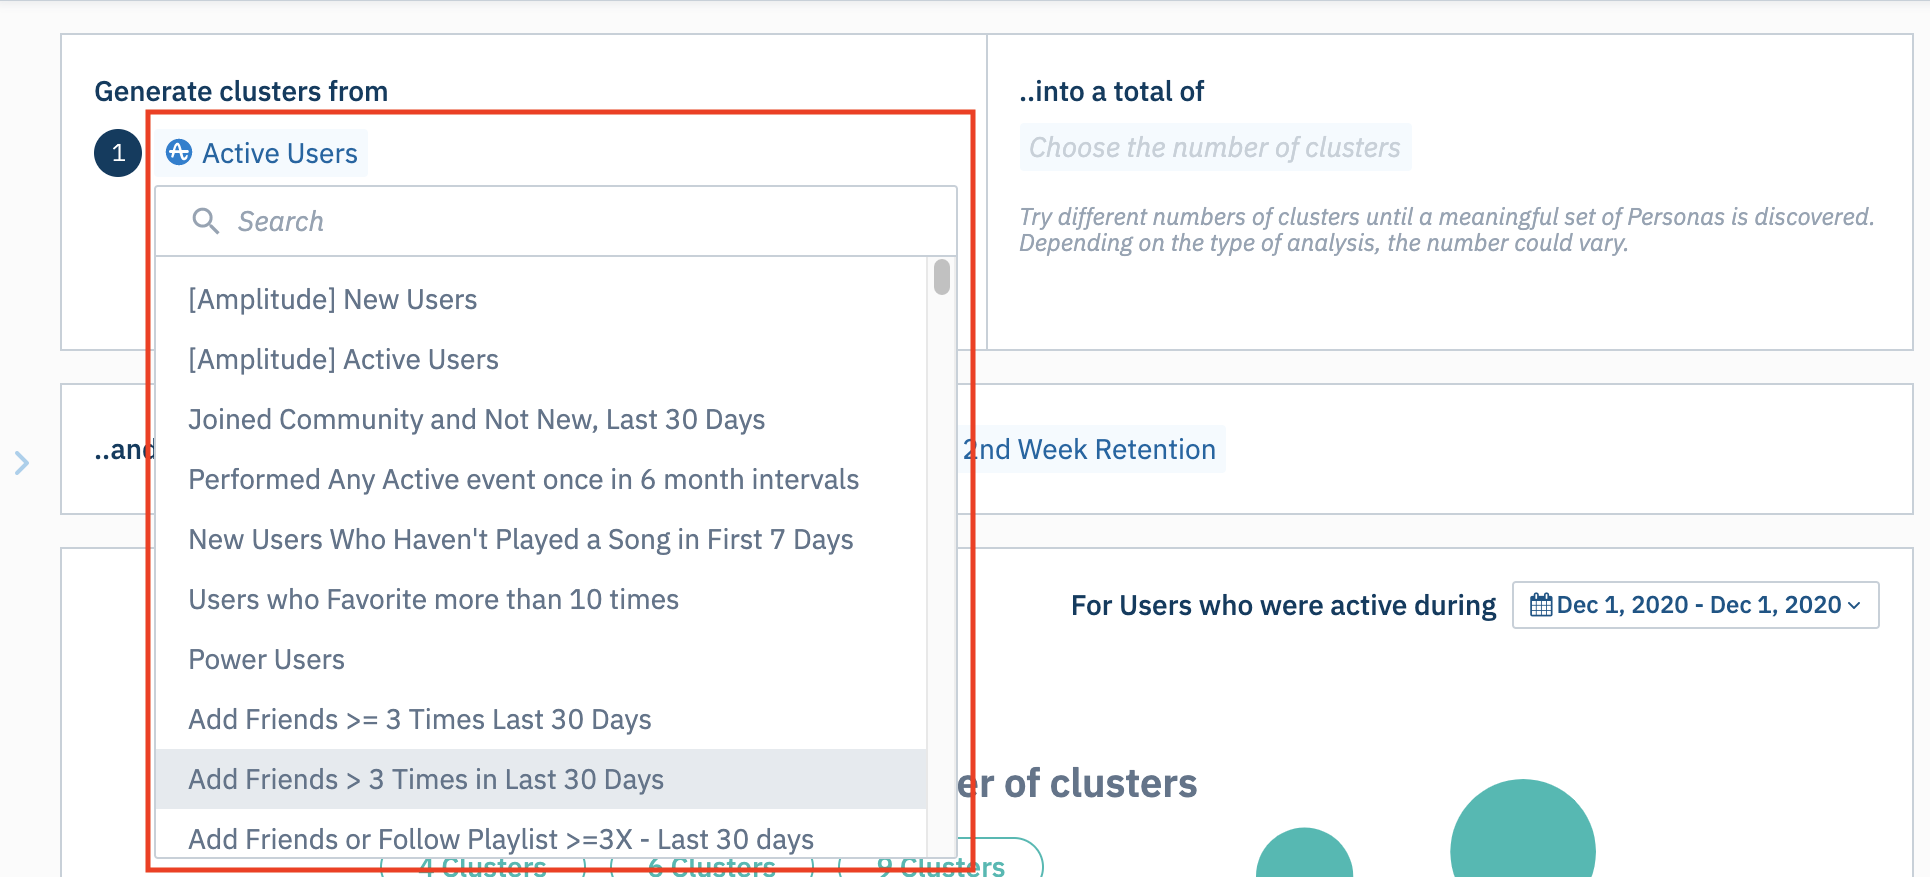 Generate clusters from
1
Active Users
Search
[Amplitude] New Users
[Amplitude] Active Users
Joined Community and Not New, Last 30 Days
Performed Any Active event once in 6 month intervals
New Users Who Haven't Played a Song in First 7 Days
Users who Favorite more than 10 times
Power Users
Add Friends >= 3 Times Last 30 Days
Add Friends > 3 Times in Last 30 Days
Add Friends or Follow Playlist >=3X - Last 30 days
..into a total of
Choose the number of clusters
Try different numbers of clusters until a meaningful set of Personas is discovered.
Depending on the type of analysis, the number could vary.
..and
2nd Week Retention
For Users who were active during
Dec 1, 2020 - Dec 1, 2020
er of clusters
4 Clusters
6 Clusters
9 Clusters